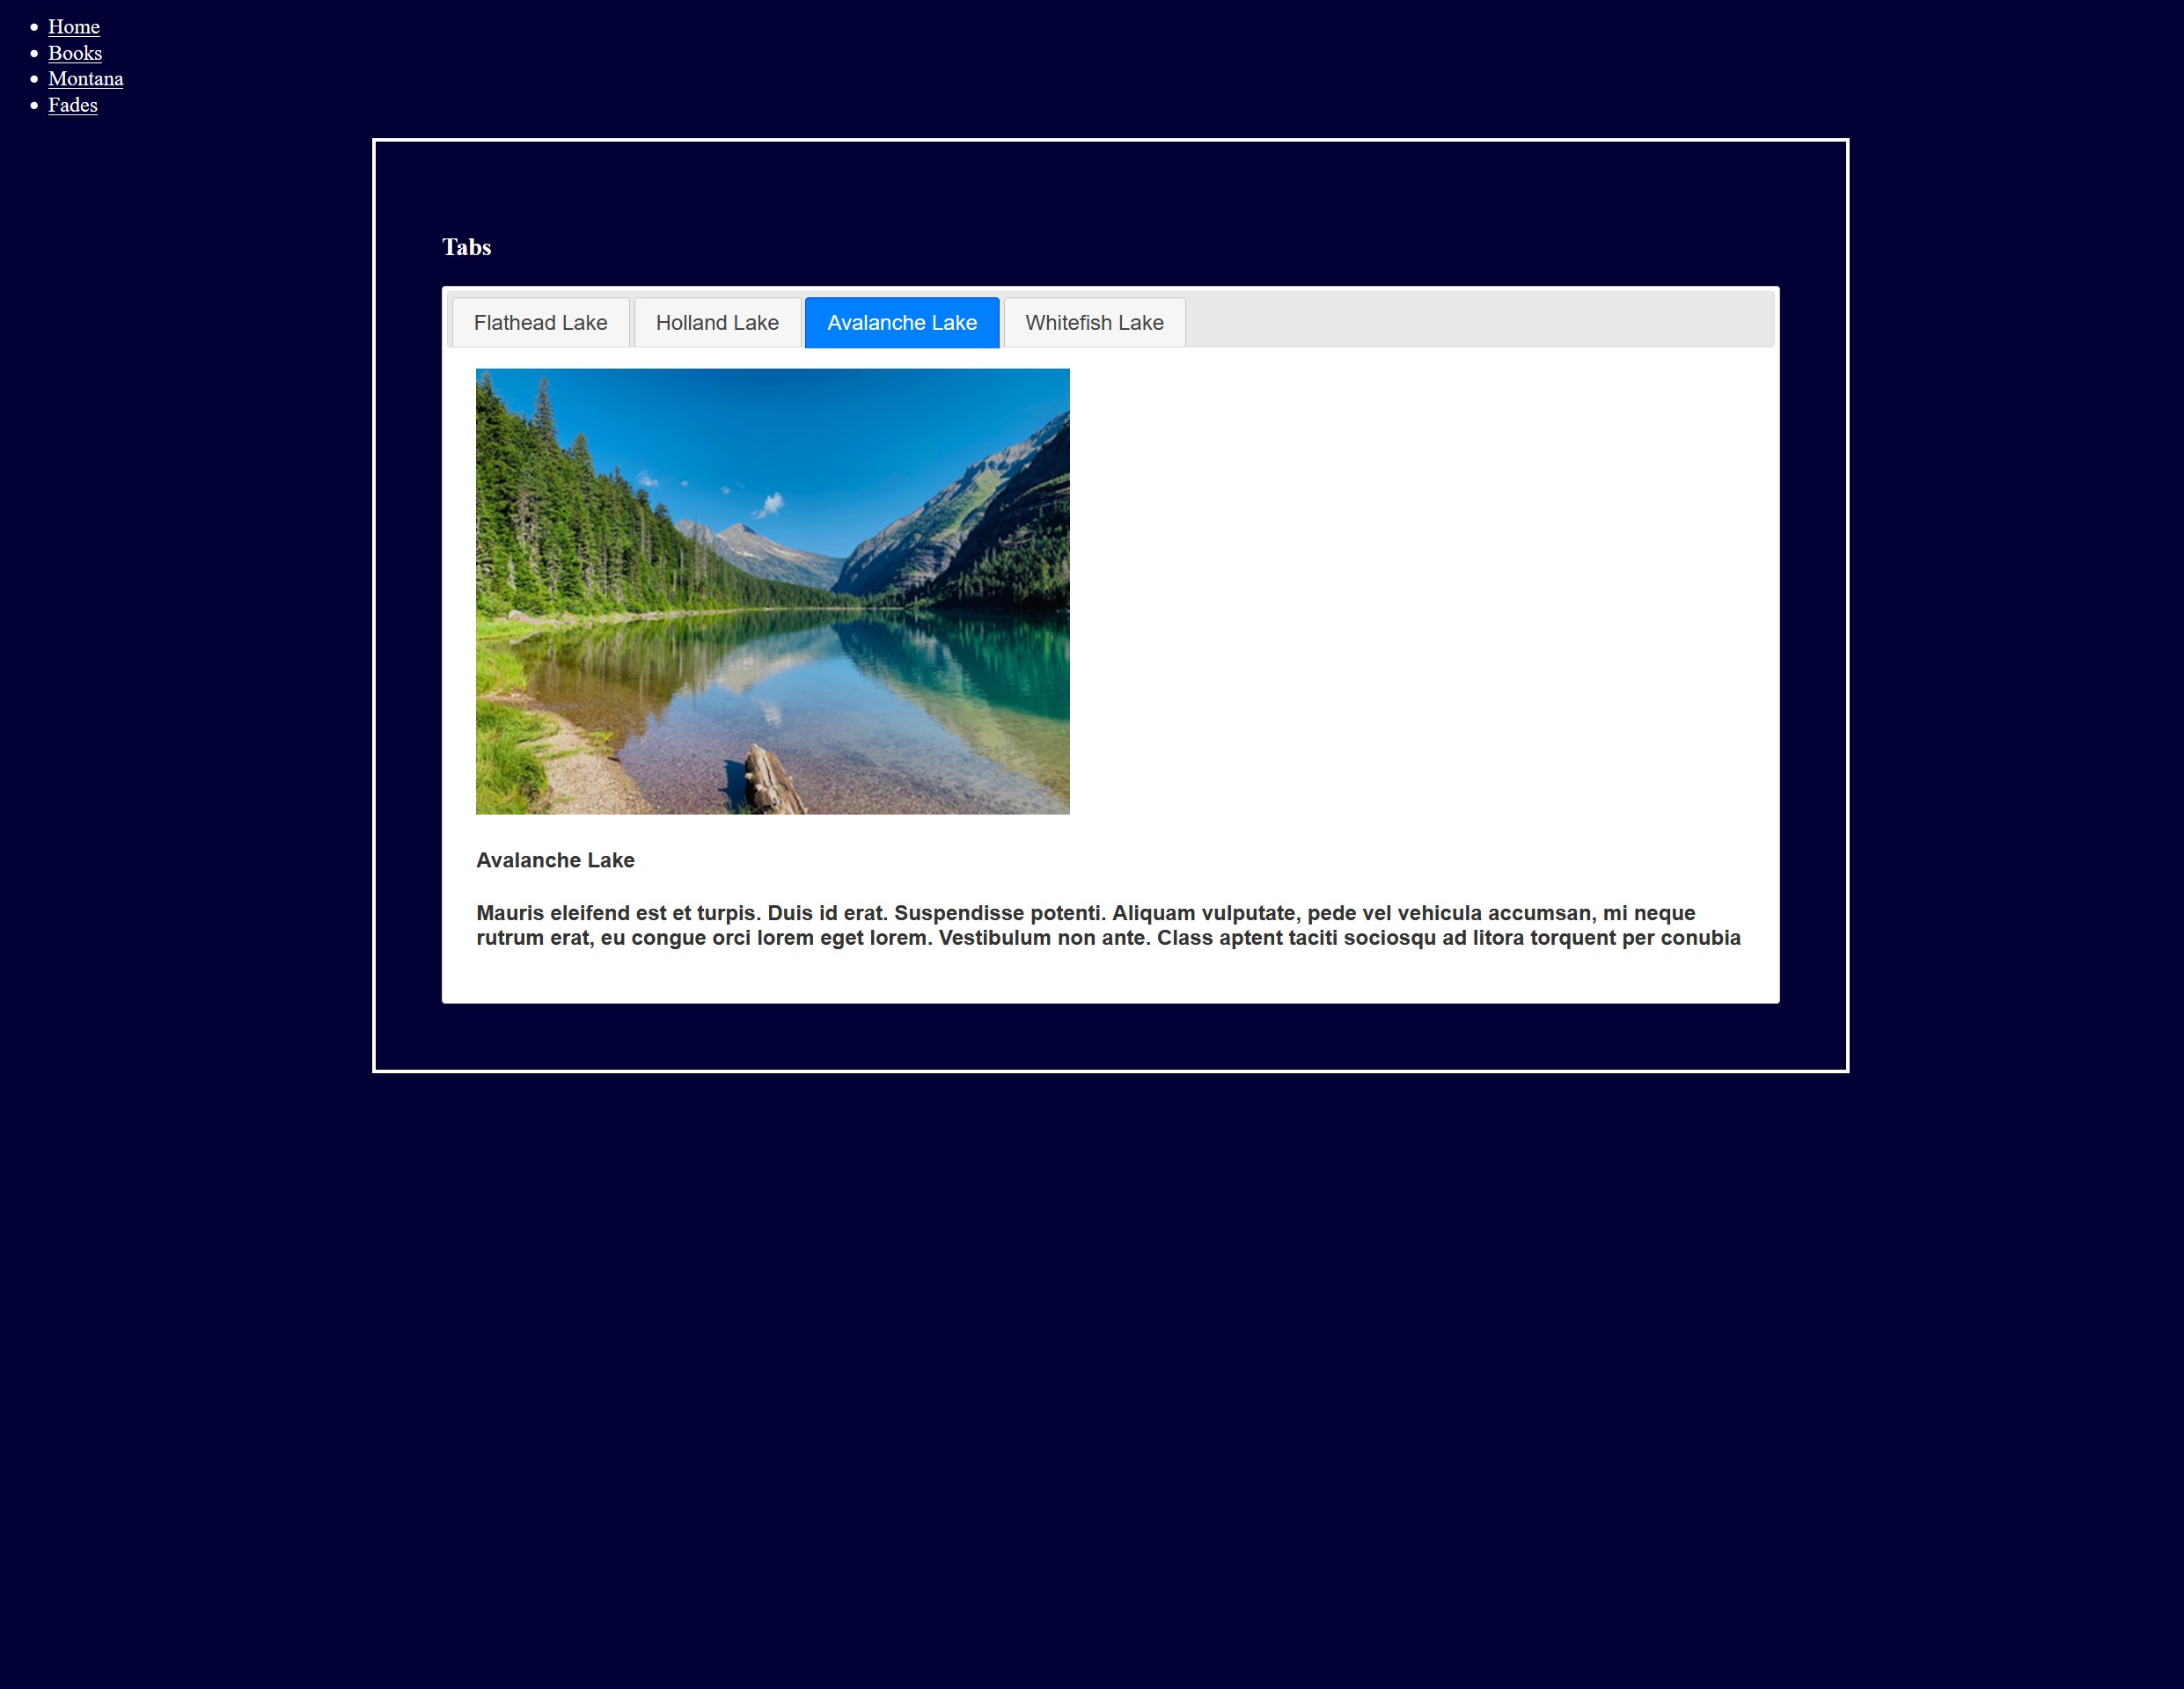 Home
Books
Montana
Fades
Tabs
Flathead Lake
Holland Lake
Avalanche Lake
Whitefish Lake
Avalanche Lake
Mauris eleifend est et turpis. Duis id erat. Suspendisse potenti. Aliquam vulputate, pede vel vehicula accumsan, mi neque
rutrum erat, eu congue orci lorem eget lorem. Vestibulum non ante. Class aptent taciti sociosqu ad litora torquent per conubia